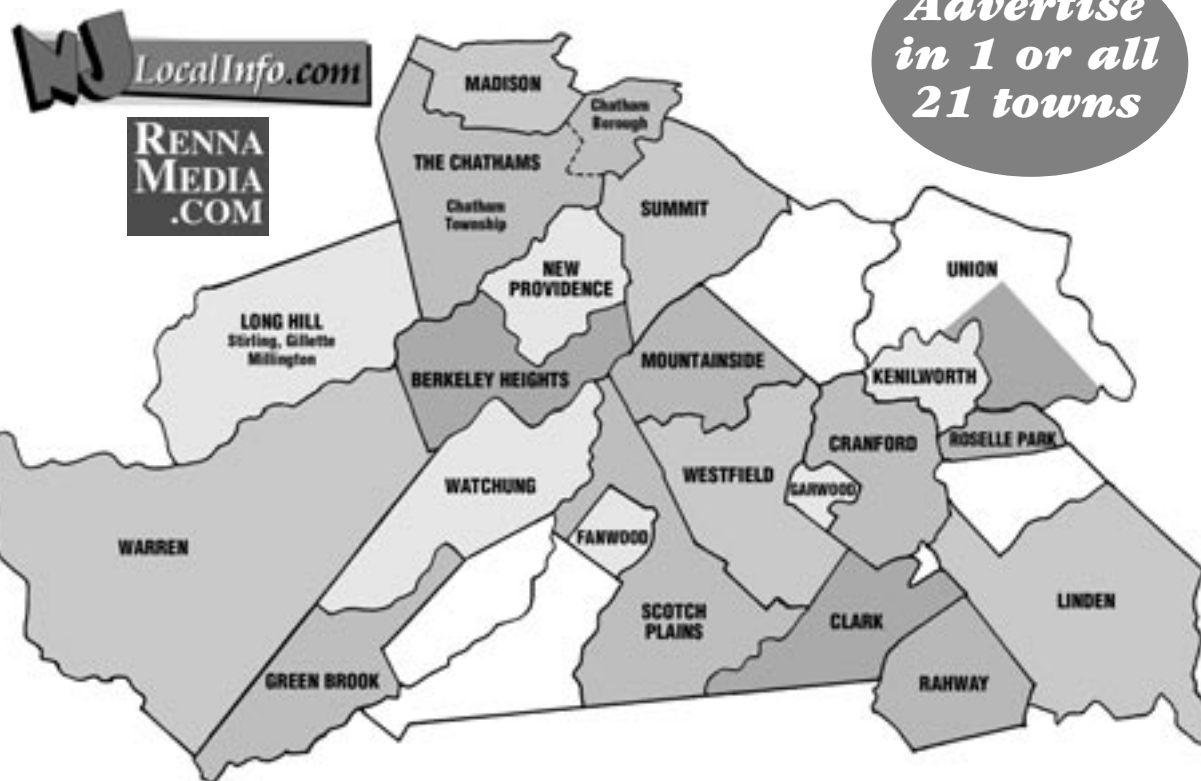 NJ LocalInfo.com
RENNA
MEDIA
.COM
Advertise
in 1 or all
21 towns
MADISON
Chatham
Borough
THE CHATHAMS
Chatham
Township
SUMMIT
NEW
PROVIDENCE
UNION
LONG HILL
Stirling, Gillette
Millington
BERKELEY HEIGHTS
MOUNTAINSIDE
KENILWORTH
CRANFORD
ROSELLE PARK
WATCHUNG
WESTFIELD
GARWOOD
WARREN
FANWOOD
SCOTCH
PLAINS
CLARK
LINDEN
GREEN BROOK
RAHWAY